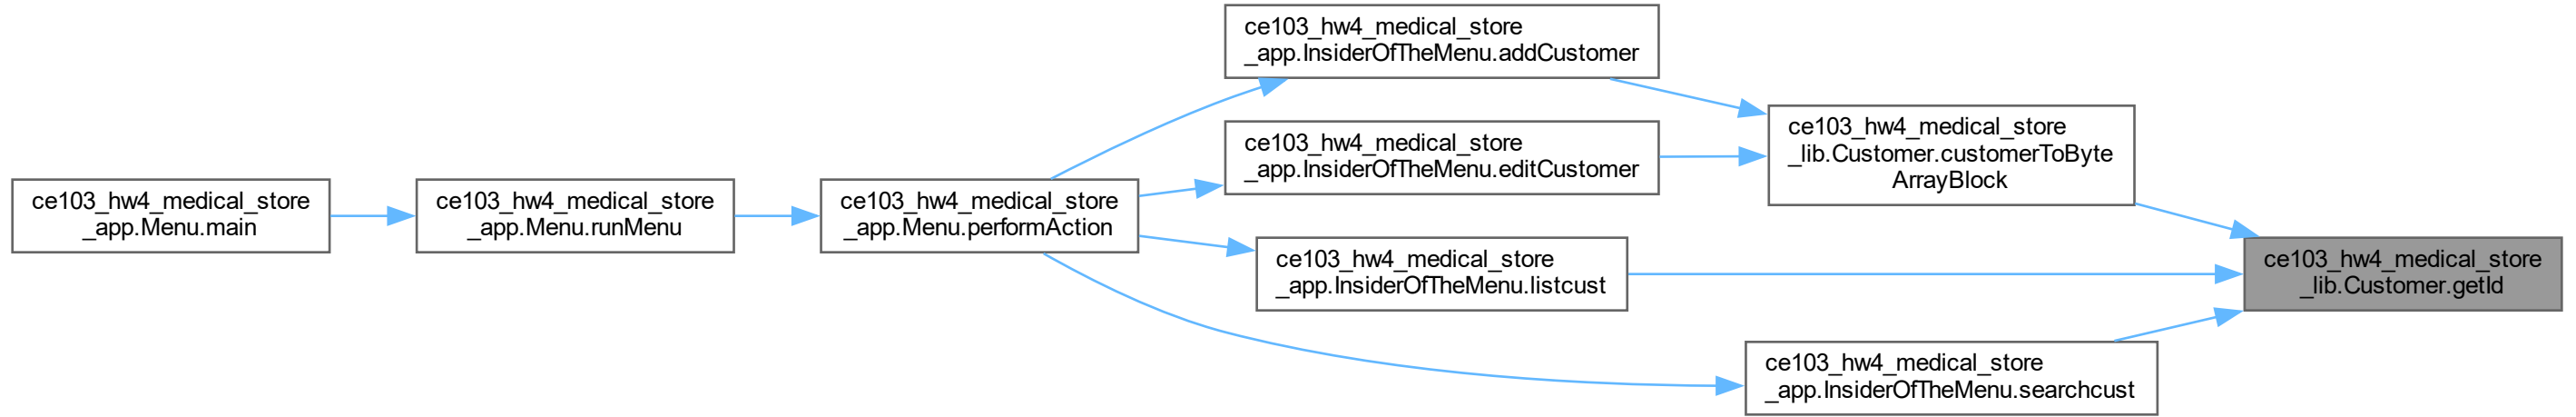 ce103_hw4_medical_store
_app.Menu.main
ce103_hw4_medical_store
_app.Menu.runMenu
ce103_hw4_medical_store
_app.Menu.performAction
ce103_hw4_medical_store
_app.InsiderOfTheMenu.addCustomer
ce103_hw4_medical_store
_app.InsiderOfTheMenu.editCustomer
ce103_hw4_medical_store
_app.InsiderOfTheMenu.listcust
ce103_hw4_medical_store
_lib.Customer.customerToByte
ArrayBlock
ce103_hw4_medical_store
_app.InsiderOfTheMenu.searchcust
ce103_hw4_medical_store
_lib.Customer.getId